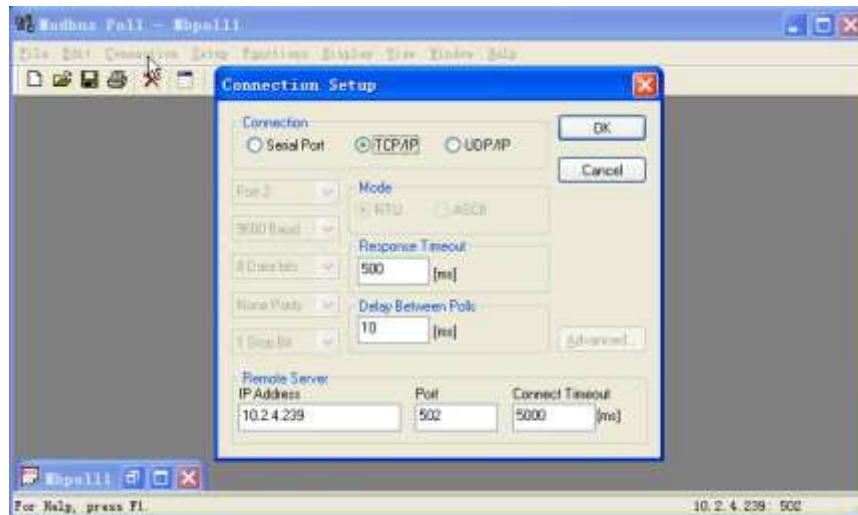 Modbus Poll - Mbpoll1
File Edit Connection Setup Functions Display View Window Help
Connection Setup
Connection
Serial Port TCP/IP UDP/IP
OK
Cancel
Port 2
Mode
RTU ASCII
9600 Baud
Response Timeout
8 Data bits
500 [ms]
None Parity
Delay Between Polls
10 [ms]
1 Stop Bit
Advanced...
Remote Server
IP Address Port Connect Timeout
10.2.4.239 502 5000 [ms]
Mbpoll1
For Help, press F1.
10.2.4.239: 502